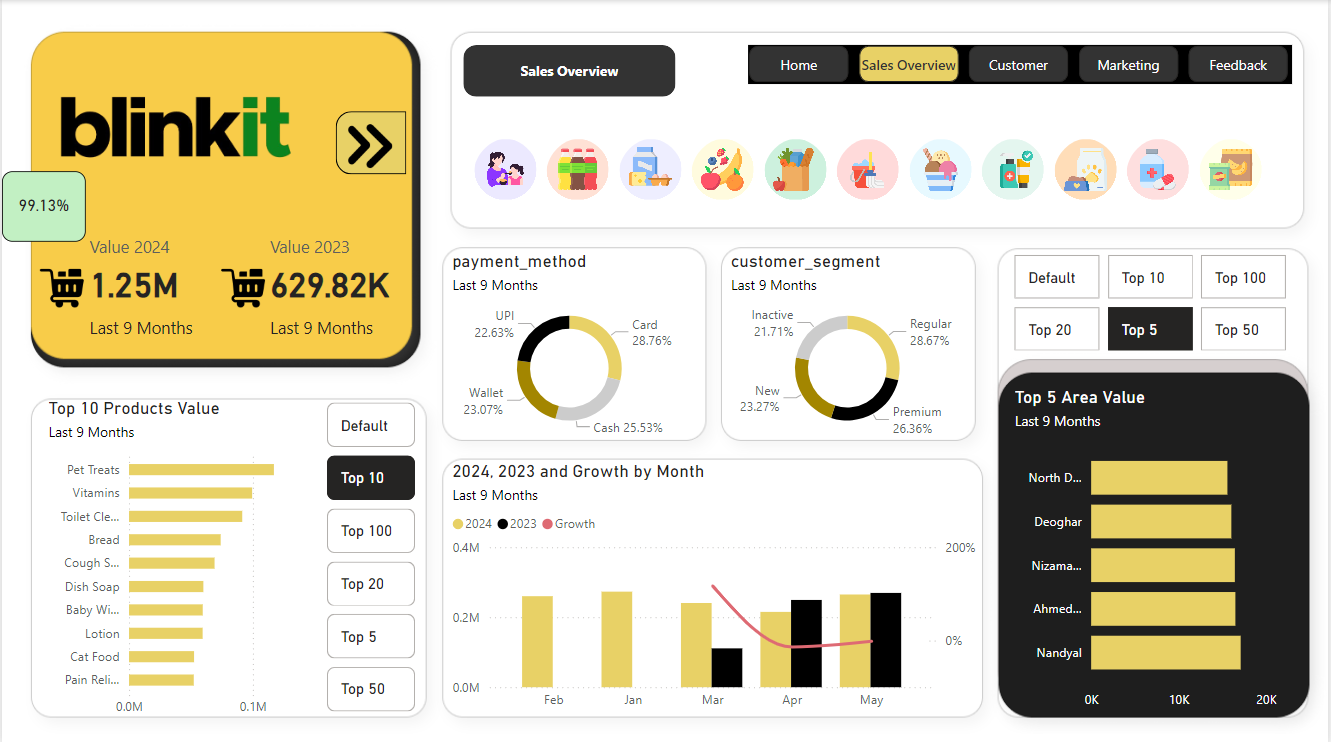 blinkit
99.13%
Value 2024
1.25M
Last 9 Months
Value 2023
629.82K
Last 9 Months
Sales Overview
Home
Sales Overview
Customer
Marketing
Feedback
payment_method
Last 9 Months
UPI
22.63%
Card
28.76%
Wallet
23.07%
Cash 25.53%
customer_segment
Last 9 Months
Inactive
21.71%
Regular
28.67%
New
23.27%
Premium
26.36%
Default
Top 10
Top 100
Top 20
Top 5
Top 50
Top 10 Products Value
Last 9 Months
Pet Treats
Vitamins
Toilet Cle...
Bread
Cough S...
Dish Soap
Baby Wi...
Lotion
Cat Food
Pain Reli...
0.0M
0.1M
Default
Top 10
Top 100
Top 20
Top 5
Top 50
2024, 2023 and Growth by Month
Last 9 Months
2024
2023
Growth
0.4M
0.2M
0.0M
200%
0%
Feb
Jan
Mar
Apr
May
Top 5 Area Value
Last 9 Months
North D...
Deoghar
Nizama...
Ahmed...
Nandyal
0K
10K
20K